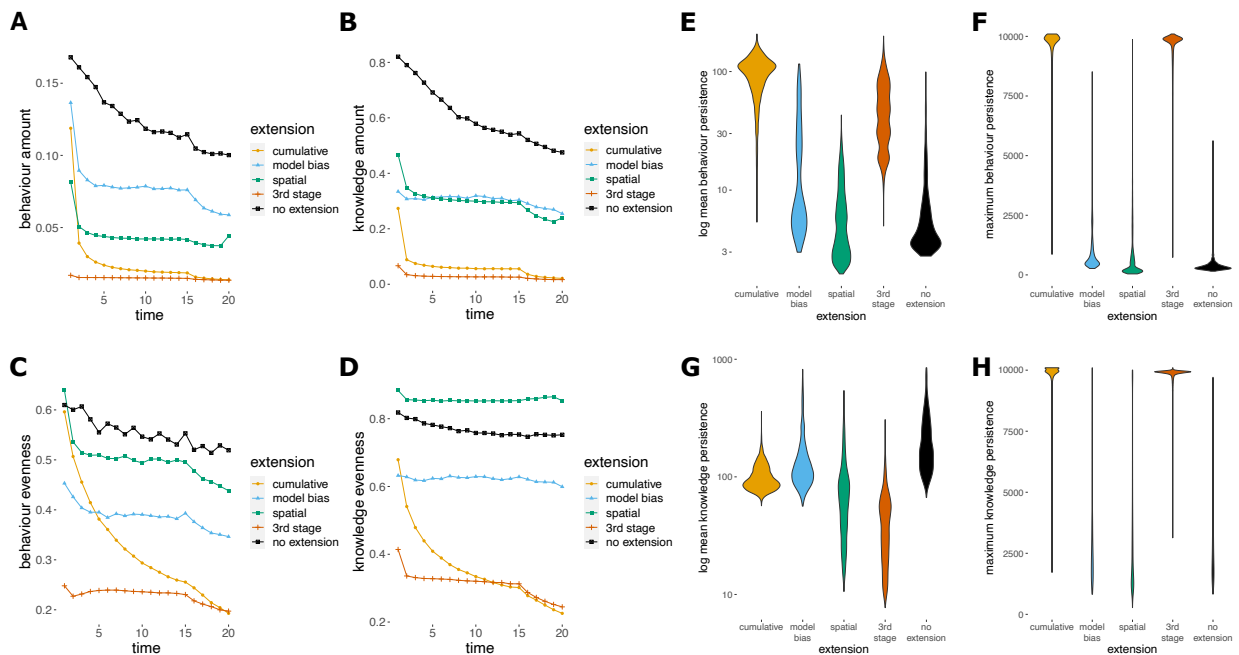 A
behaviour amount
0.15
0.10
0.05
5
10
15
20
time
extension
cumulative
model bias
spatial
3rd stage
no extension
B
knowledge amount
0.8
0.6
0.4
0.2
0.0
5
10
15
20
time
extension
cumulative
model bias
spatial
3rd stage
no extension
E
log mean behaviour persistence
100
30
10
3
cumulative
model
bias
spatial
3rd
stage
no
extension
extension
F
maximum behaviour persistence
10000
7500
5000
2500
0
cumulative
model
bias
spatial
3rd
stage
no
extension
extension
C
behaviour evenness
0.6
0.5
0.4
0.3
0.2
5
10
15
20
time
extension
cumulative
model bias
spatial
3rd stage
no extension
D
knowledge evenness
0.8
0.6
0.4
0.2
5
10
15
20
time
extension
cumulative
model bias
spatial
3rd stage
no extension
G
log mean knowledge persistence
1000
100
10
cumulative
model
bias
spatial
3rd
stage
no
extension
extension
H
maximum knowledge persistence
10000
7500
5000
2500
0
cumulative
model
bias
spatial
3rd
stage
no
extension
extension